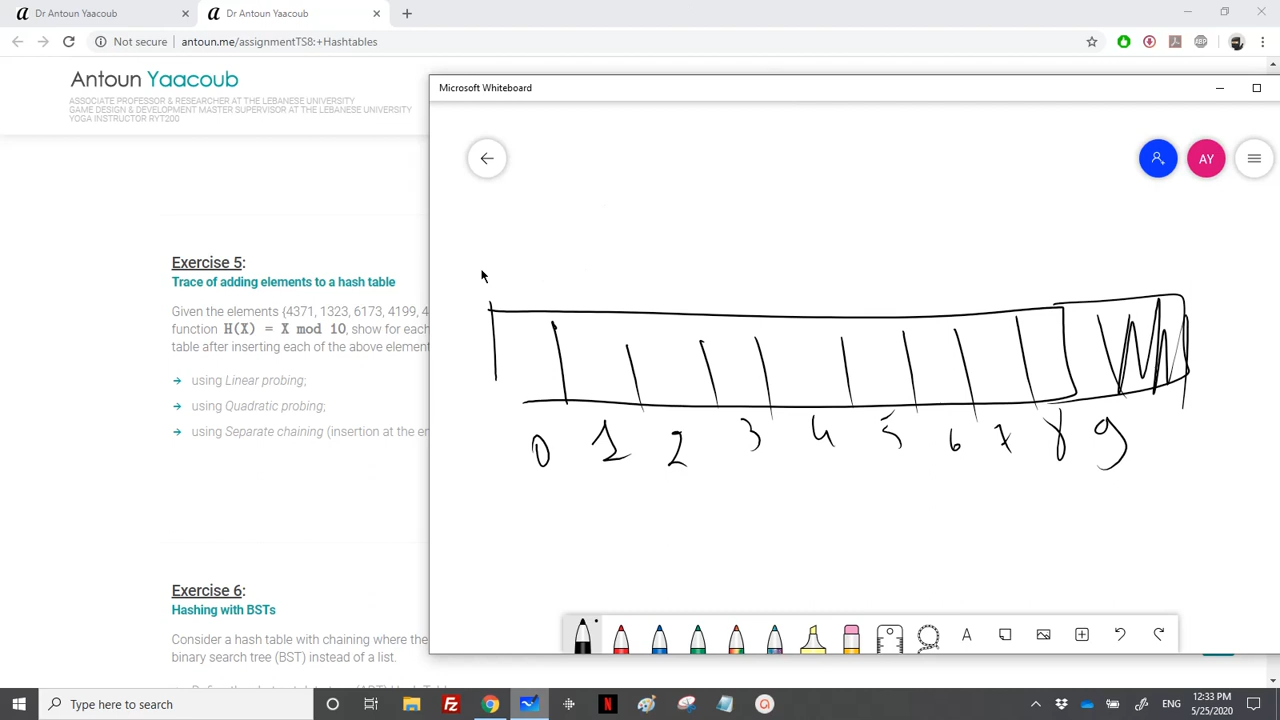 Dr Antoun Yaacoub
Dr Antoun Yaacoub
Not secure | antoun.me/assignmentTS8:+Hashtables
ABP
Antoun Yaacoub
ASSOCIATE PROFESSOR & RESEARCHER AT THE LEBANESE UNIVERSITY
GAME DESIGN & DEVELOPMENT MASTER SUPERVISOR AT THE LEBANESE UNIVERSITY
YOGA INSTRUCTOR RYT200
Microsoft Whiteboard
AY
Exercise 5:
Trace of adding elements to a hash table
Given the elements {4371, 1323, 6173, 4199, 4
function H(X) = X mod 10, show for each
table after inserting each of the above element
→ using Linear probing;
→ using Quadratic probing;
→ using Separate chaining (insertion at the e
0 1 2 3 4 5 6 7 8 9
Exercise 6:
Hashing with BSTs
Consider a hash table with chaining where the
binary search tree (BST) instead of a list.
A
Type here to search
N
ENG
12:33 PM
5/25/2020